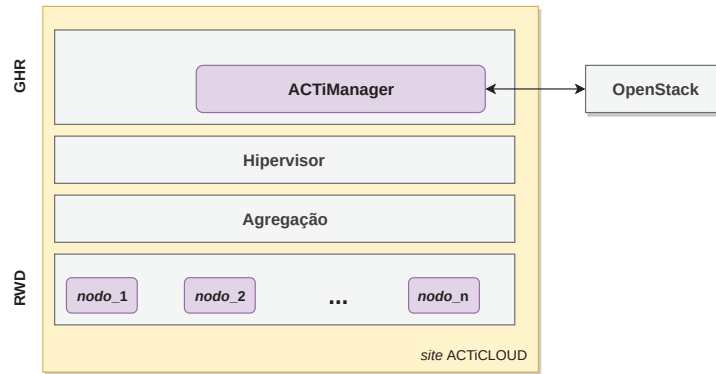 GHR
ACTiManager
OpenStack
Hipervisor
Agregação
RWD
nodo_1
nodo_2
...
nodo_n
site ACTiCLOUD